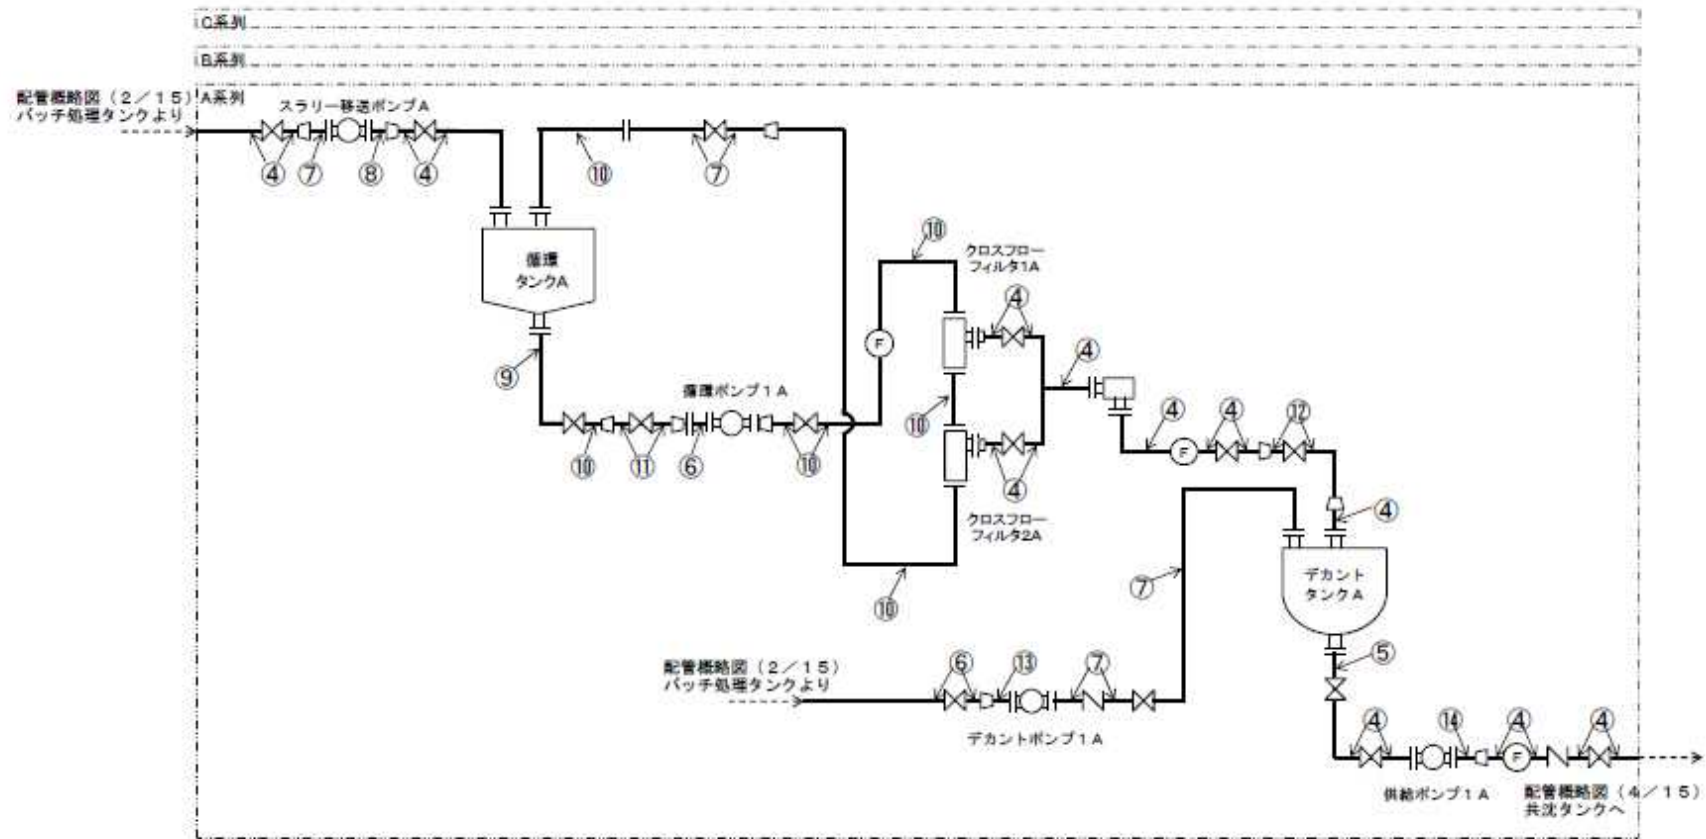 C系列
B系列
A系列
配管概略図(2/15)
バッチ処理タンクより
スラリー移送ポンプA
④
⑦
⑧
④
⑩
⑦
循環
タンクA
⑩
クロスフロー
フィルタ1A
④
F
④
⑨
循環ポンプ1A
⑩
④
④
⑫
F
⑩
⑪
⑥
⑩
④
クロスフロー
フィルタ2A
④
⑦
デカント
タンクA
⑩
配管概略図(2/15)
バッチ処理タンクより
⑥
⑬
⑦
⑤
デカントポンプ1A
④
⑭
④
④
F
供給ポンプ1A
配管概略図(4/15)
共沈タンクへ